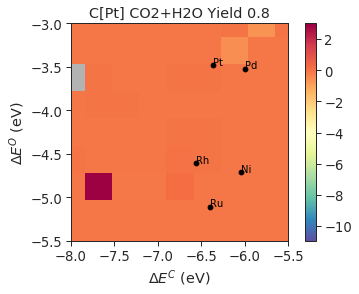 C[Pt] CO2+H2O Yield 0.8
−3.0
−3.5
−4.0
−4.5
−5.0
−5.5
ΔE^O (eV)
Pt
Pd
Rh
Ni
Ru
−8.0 −7.5 −7.0 −6.5 −6.0 −5.5
ΔE^C (eV)
2
0
−2
−4
−6
−8
−10